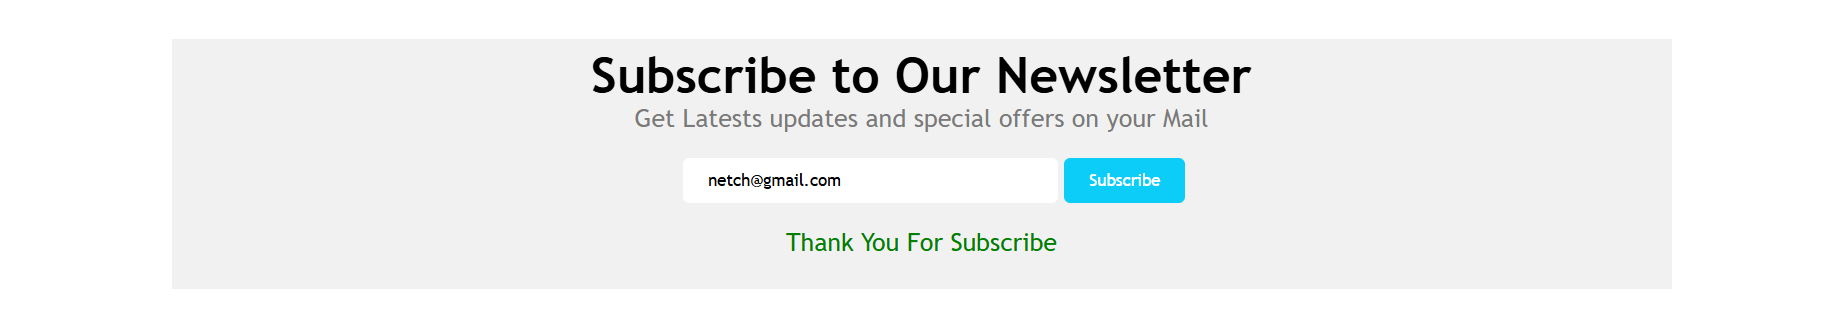 Subscribe to Our Newsletter
Get Latests updates and special offers on your Mail
netch@gmail.com Subscribe
Thank You For Subscribe